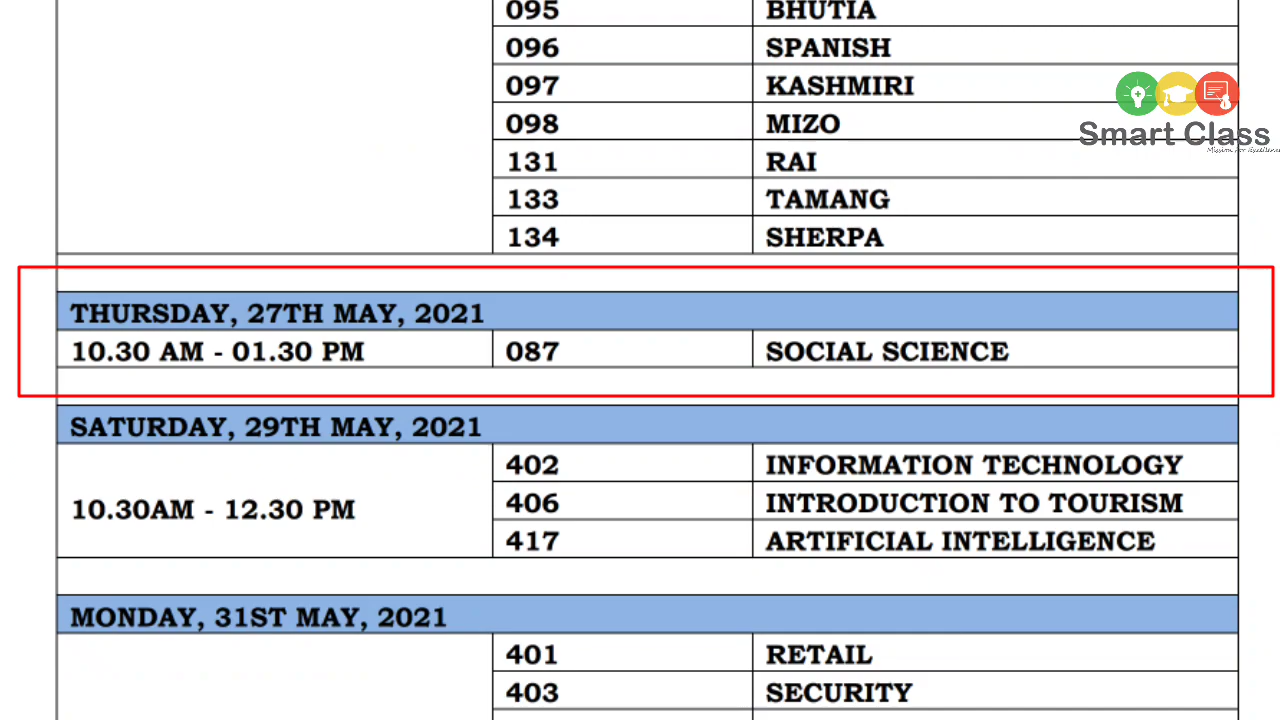 095 BHUTIA
096 SPANISH
097 KASHMIRI
098 MIZO
Smart Class
131 RAI
133 TAMANG
134 SHERPA
THURSDAY, 27TH MAY, 2021
10.30 AM - 01.30 PM 087 SOCIAL SCIENCE
SATURDAY, 29TH MAY, 2021
402 INFORMATION TECHNOLOGY
10.30AM - 12.30 PM 406 INTRODUCTION TO TOURISM
417 ARTIFICIAL INTELLIGENCE
MONDAY, 31ST MAY, 2021
401 RETAIL
403 SECURITY